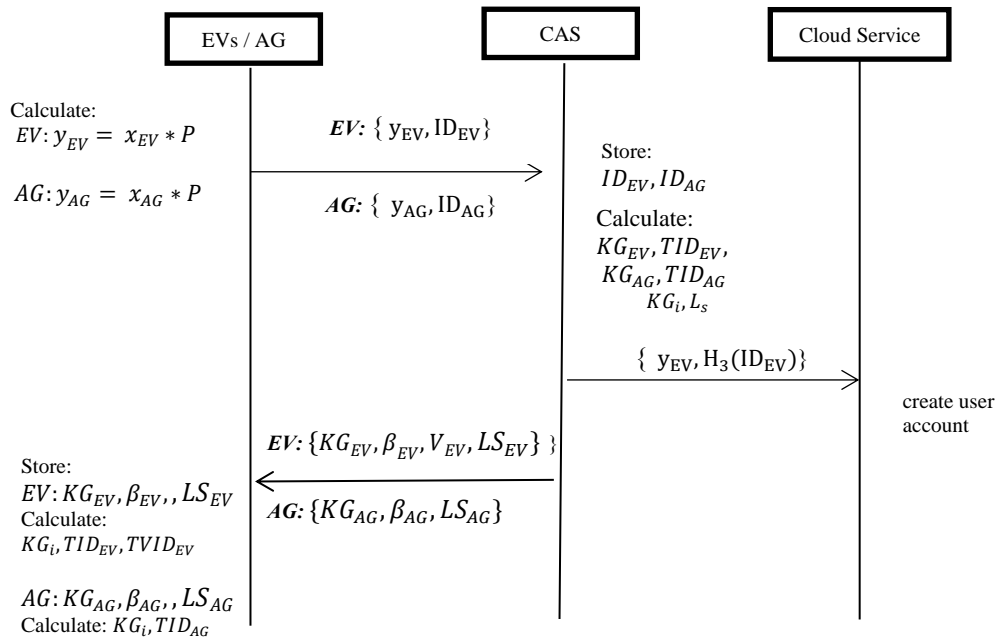 EVs / AG
CAS
Cloud Service
Calculate:
EV: y_EV = x_EV * P
AG: y_AG = x_AG * P
EV: { y_EV, ID_EV}
AG: { y_AG, ID_AG}
Store:
ID_EV, ID_AG
Calculate:
KG_EV, TID_EV,
KG_AG, TID_AG
KG_i, L_s
{ y_EV, H_3(ID_EV)}
create user
account
EV: {KG_EV, β_EV, V_EV, LS_EV} }
AG: {KG_AG, β_AG, LS_AG}
Store:
EV: KG_EV, β_EV, , LS_EV
Calculate:
KG_i, TID_EV, TVID_EV
AG: KG_AG, β_AG, , LS_AG
Calculate: KG_i, TID_AG